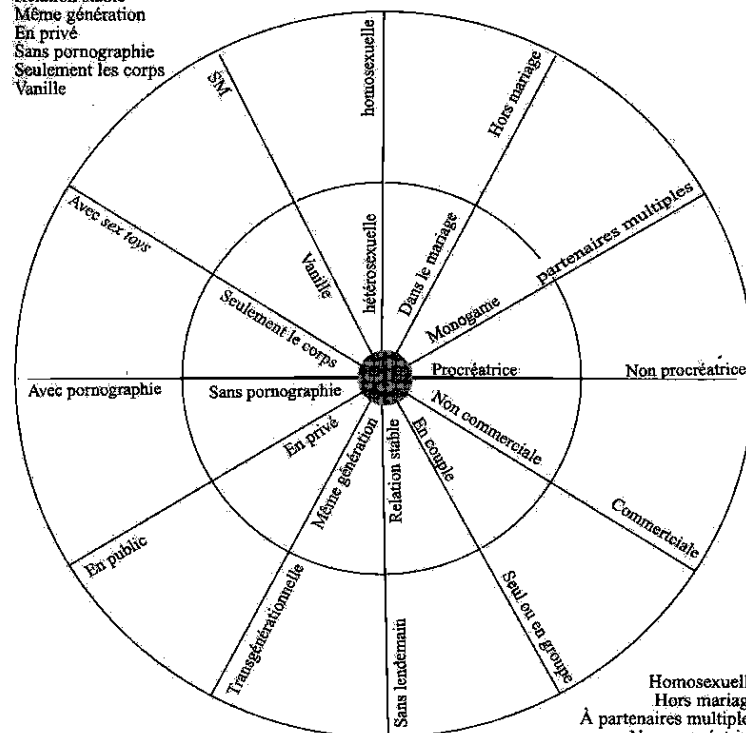 Relation stable
Même génération
En privé
Sans pornographie
Seulement les corps
Vanille
homosexuelle
SM
Hors mariage
Avec sex toys
partenaires multiples
Vanille
hétérosexuelle
Dans le mariage
Seulement le corps
Monogame
Avec pornographie
Sans pornographie
Procréatrice
Non procréatrice
En privé
Même génération
Relation stable
En couple
Non commerciale
En public
Transgénérationnelle
Sans lendemain
Seul ou en groupe
Commerciale
Homosexuell
Hors mariag
À partenaires multiple